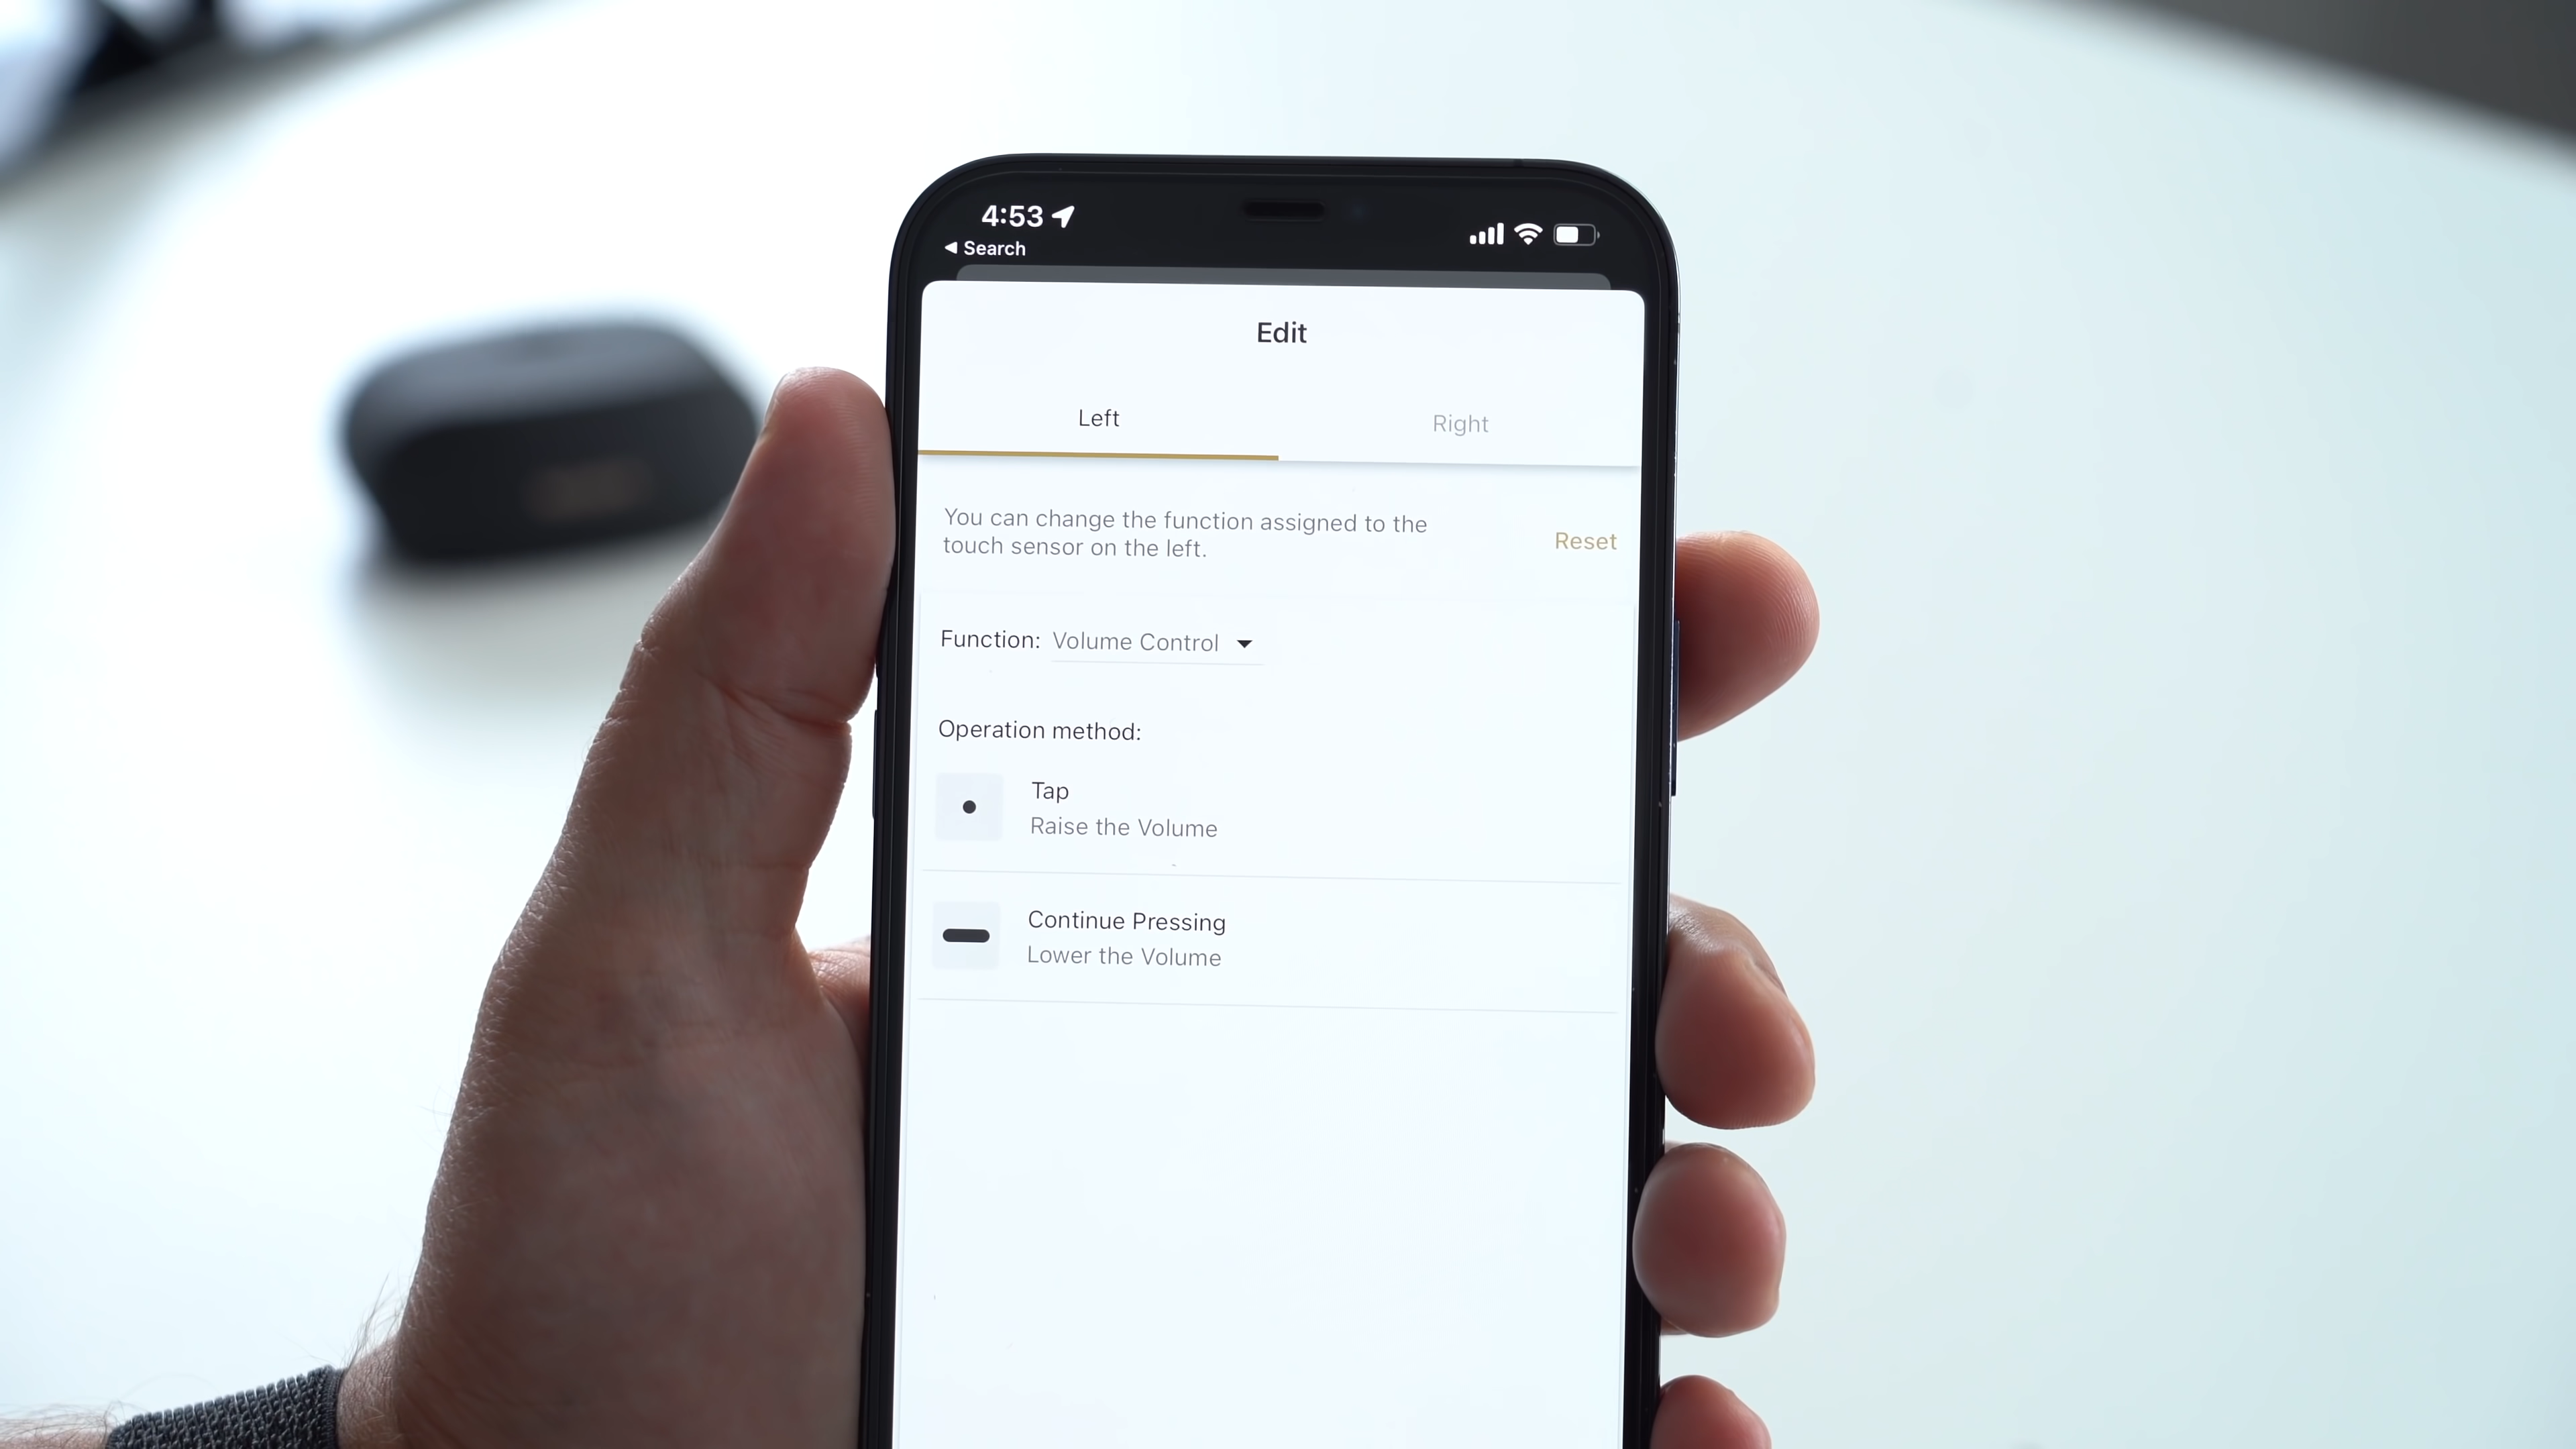 4:53
Search
Edit
Left
Right
You can change the function assigned to the
touch sensor on the left.
Reset
Function: Volume Control
Operation method:
Tap
Raise the Volume
Continue Pressing
Lower the Volume